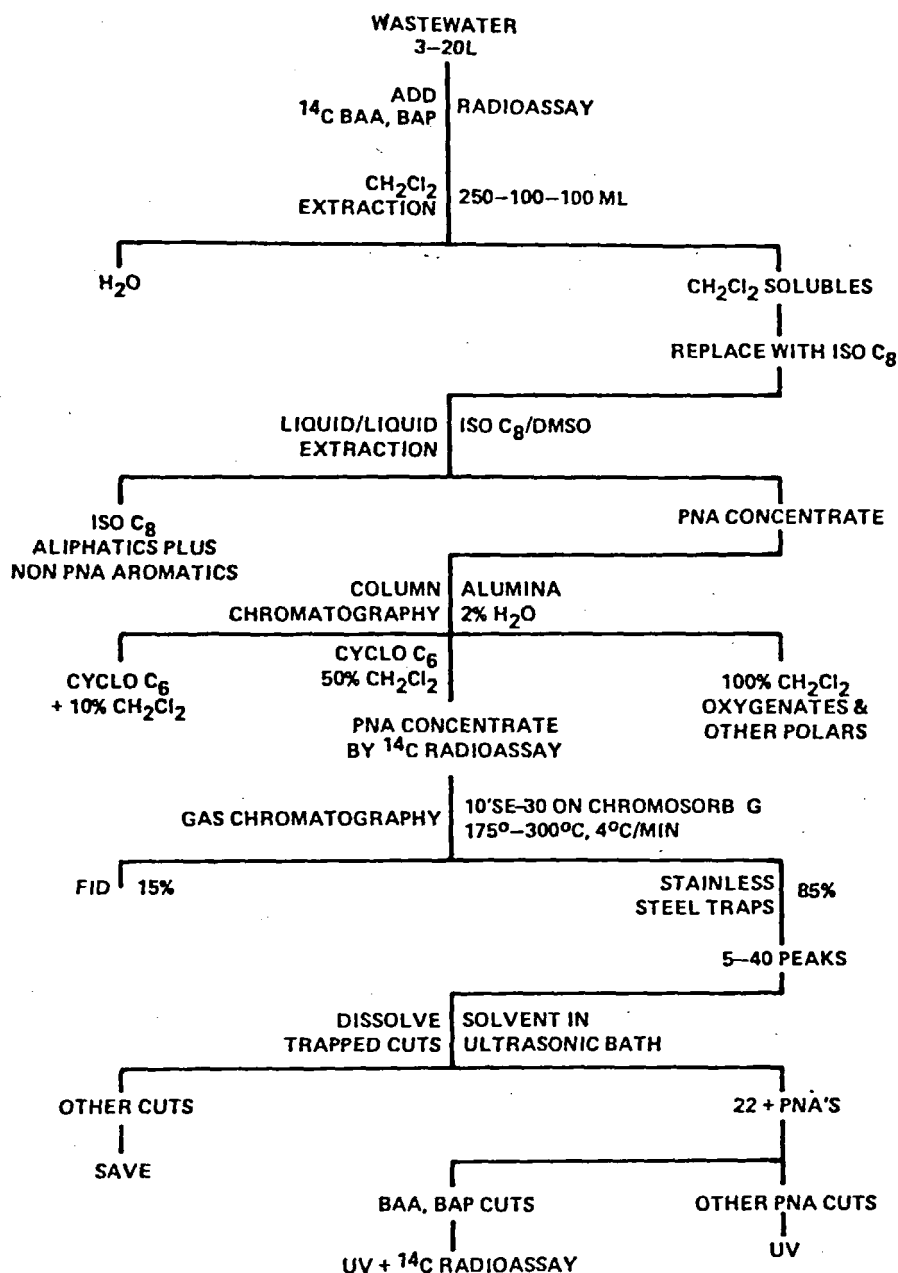 WASTEWATER
3–20L
ADD
¹⁴C BAA, BAP
RADIOASSAY
CH₂Cl₂
EXTRACTION
250–100–100 ML
H₂O
CH₂Cl₂ SOLUBLES
REPLACE WITH ISO C₈
LIQUID/LIQUID
EXTRACTION
ISO C₈/DMSO
ISO C₈
ALIPHATICS PLUS
NON PNA AROMATICS
PNA CONCENTRATE
COLUMN
CHROMATOGRAPHY
ALUMINA
2% H₂O
CYCLO C₆
+ 10% CH₂Cl₂
CYCLO C₆
50% CH₂Cl₂
100% CH₂Cl₂
OXYGENATES &
OTHER POLARS
PNA CONCENTRATE
BY ¹⁴C RADIOASSAY
GAS CHROMATOGRAPHY
10'SE–30 ON CHROMOSORB G
175°–300°C, 4°C/MIN
FID
15%
STAINLESS
STEEL TRAPS
85%
5–40 PEAKS
DISSOLVE
TRAPPED CUTS
SOLVENT IN
ULTRASONIC BATH
OTHER CUTS
SAVE
22 + PNA'S
BAA, BAP CUTS
UV + ¹⁴C RADIOASSAY
OTHER PNA CUTS
UV